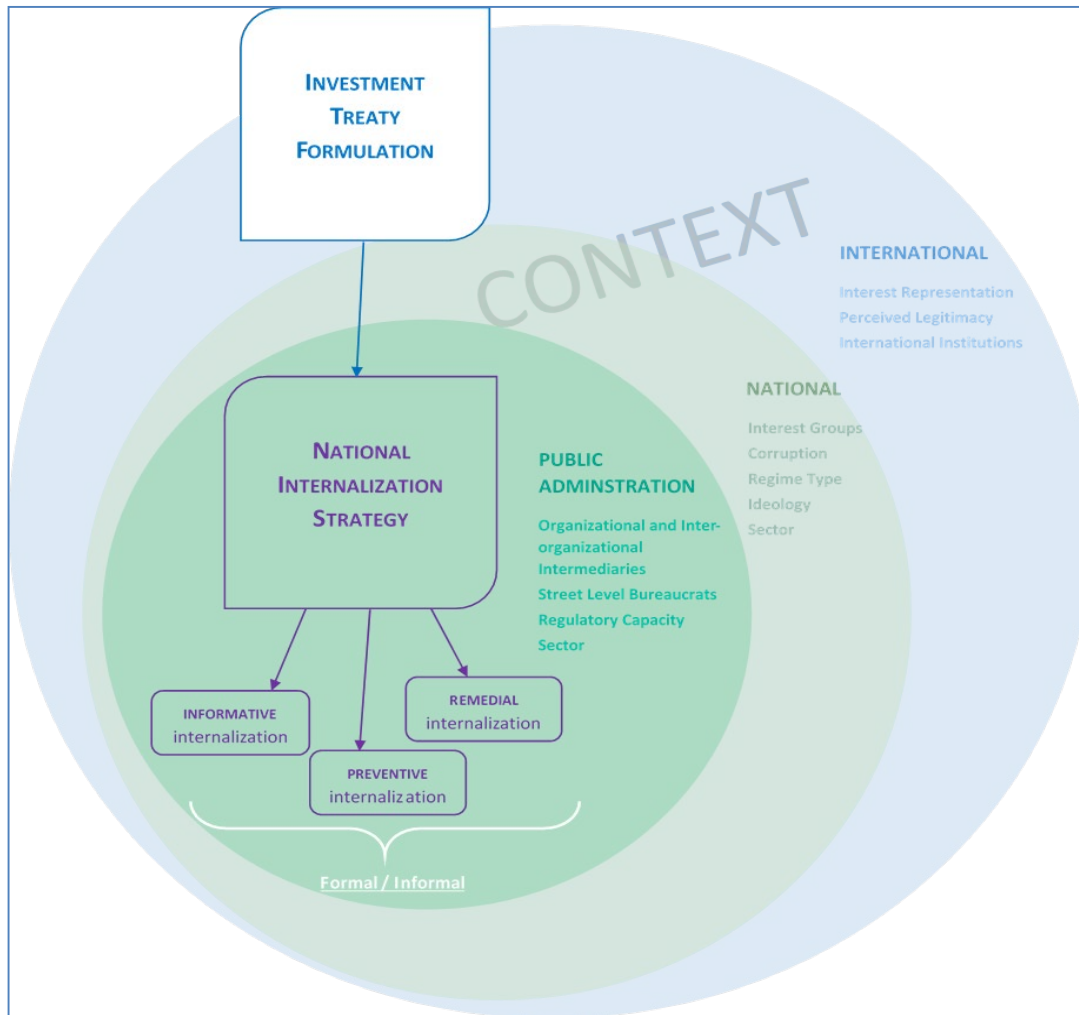 INVESTMENT
TREATY
FORMULATION
CONTEXT
INTERNATIONAL
Interest Representation
Perceived Legitimacy
International Institutions
NATIONAL
Interest Groups
Corruption
Regime Type
Ideology
Sector
NATIONAL
INTERNALIZATION
STRATEGY
PUBLIC
ADMINSTRATION
Organizational and Inter-
organizational
Intermediaries
Street Level Bureaucrats
Regulatory Capacity
Sector
INFORMATIVE
internalization
REMEDIAL
internalization
PREVENTIVE
internalization
Formal / Informal